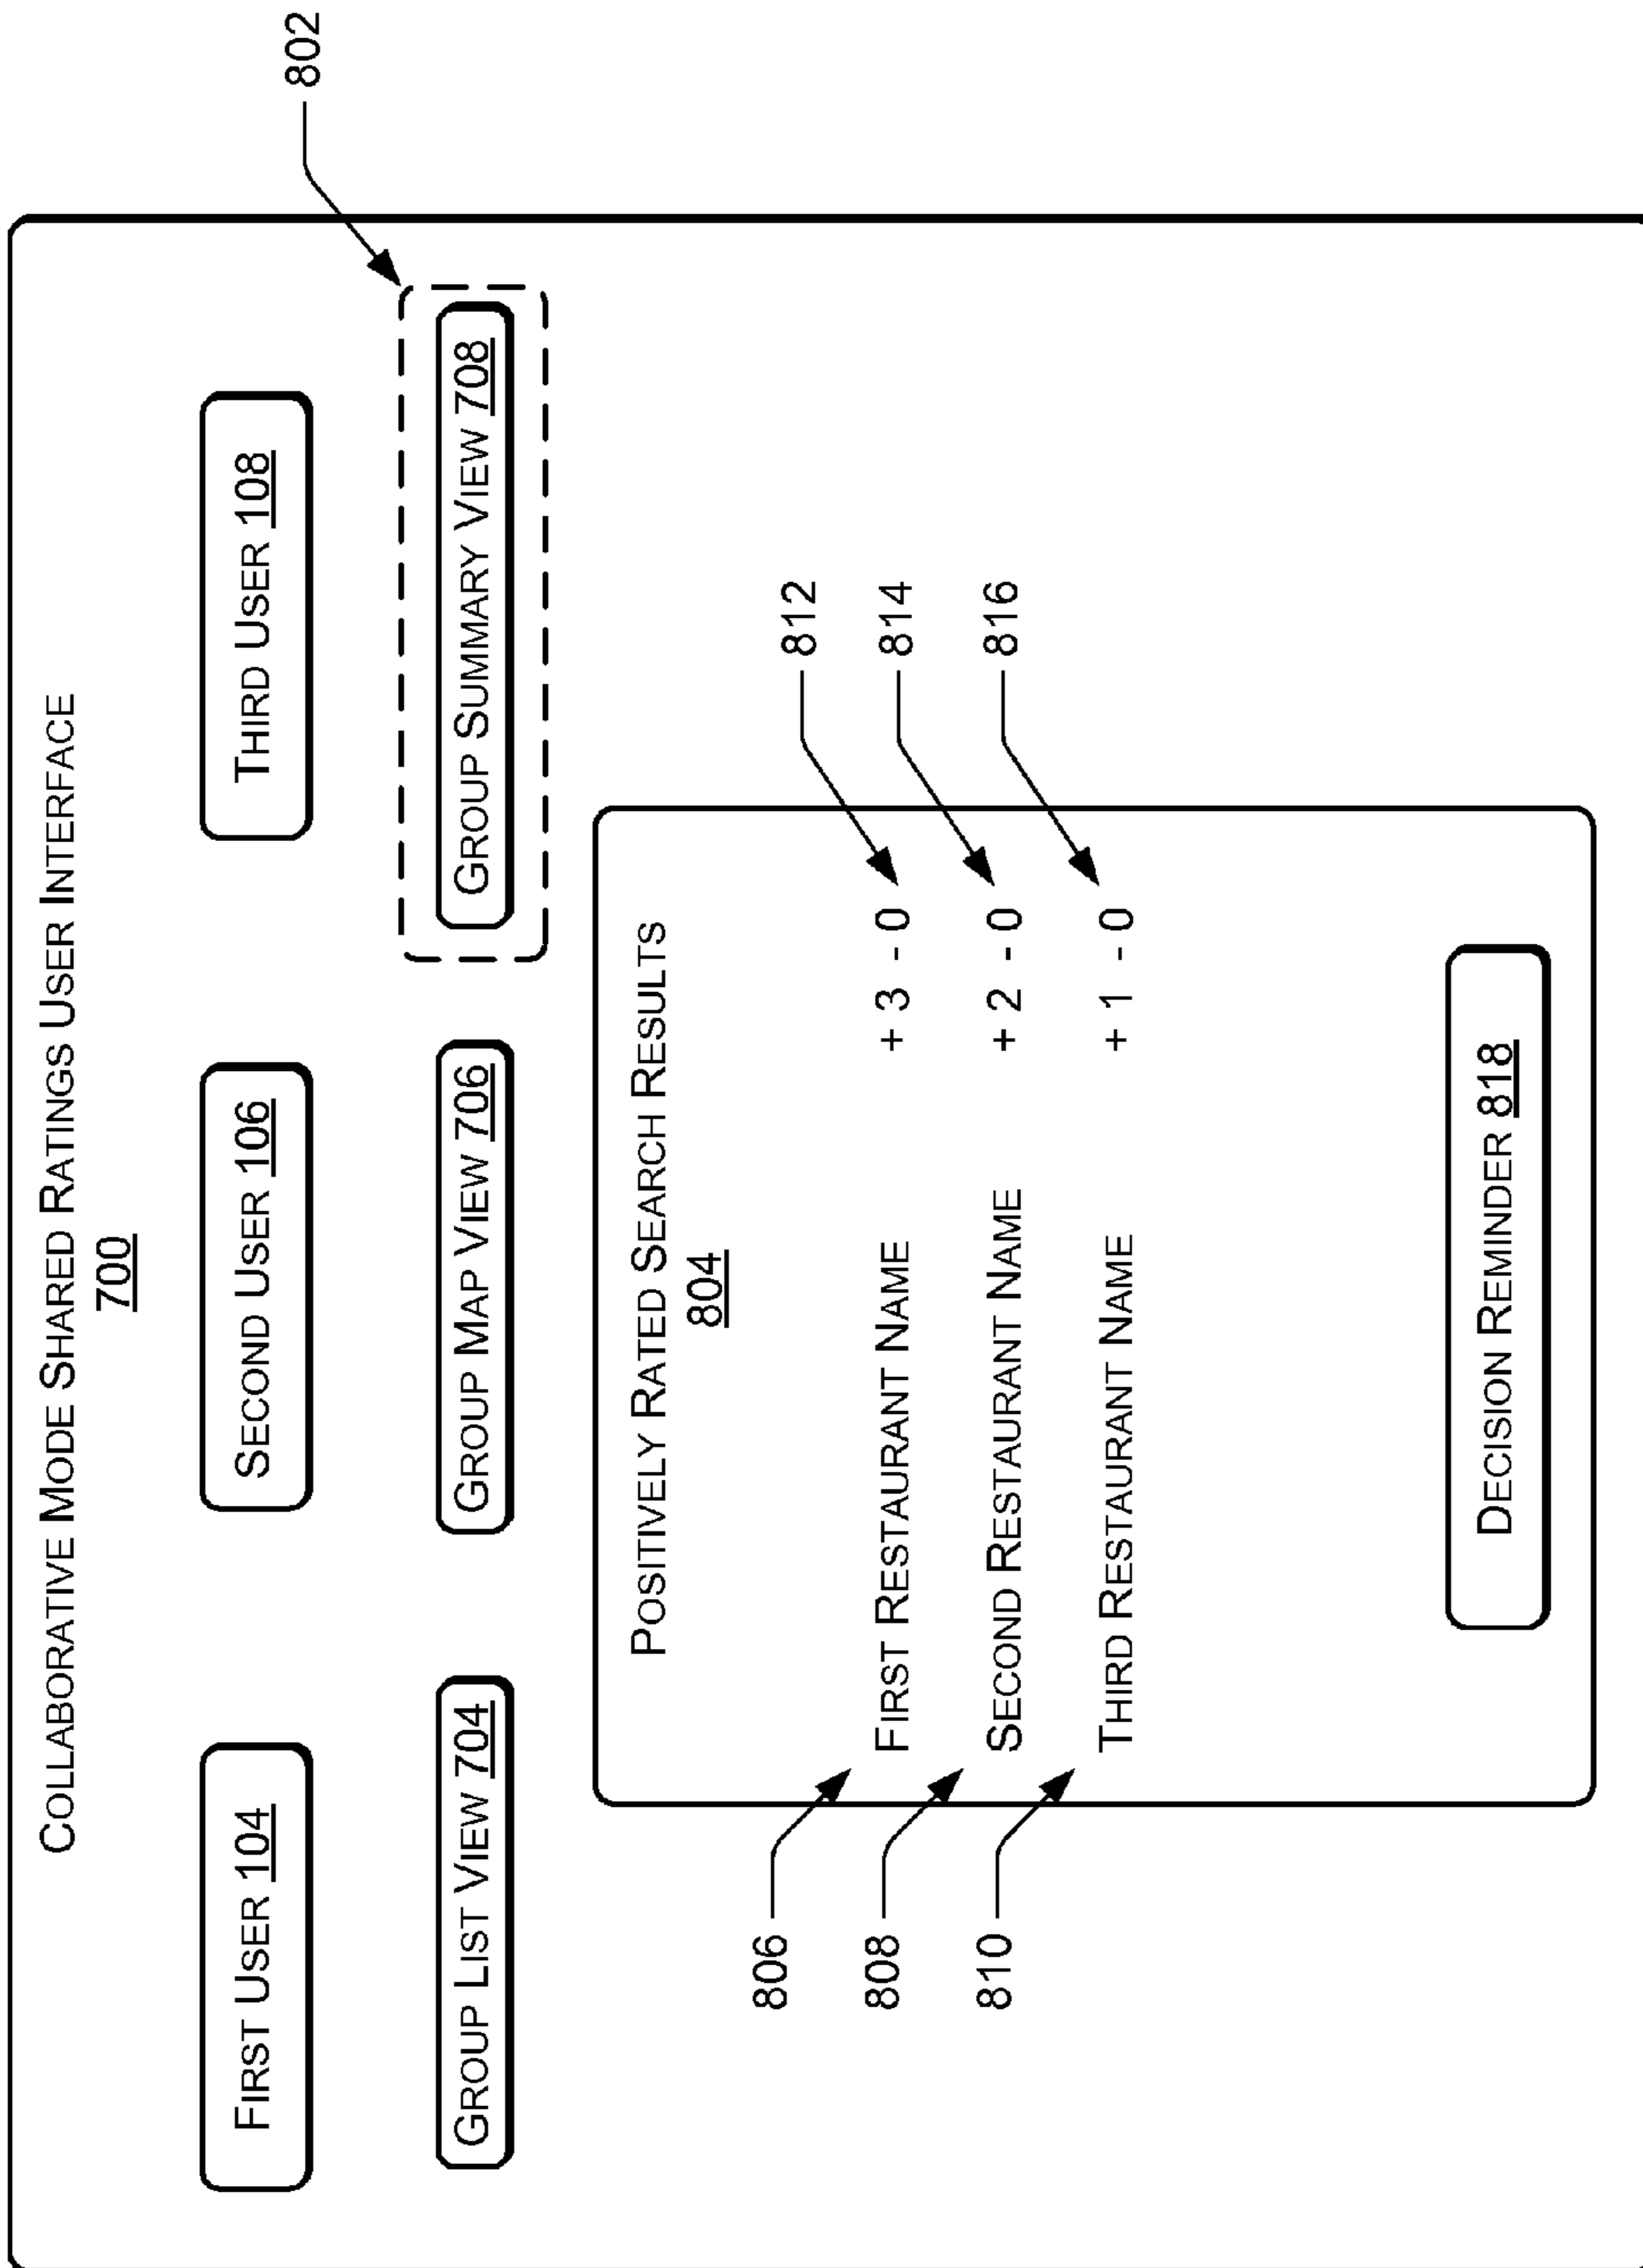 802
COLLABORATIVE MODE SHARED RATINGS USER INTERFACE
700
FIRST USER 104
SECOND USER 106
THIRD USER 108
GROUP LIST VIEW 704
GROUP MAP VIEW 706
GROUP SUMMARY VIEW 708
POSITIVELY RATED SEARCH RESULTS
804
806
812
FIRST RESTAURANT NAME + 3 - 0
808
814
SECOND RESTAURANT NAME + 2 - 0
810
816
THIRD RESTAURANT NAME + 1 - 0
DECISION REMINDER 818